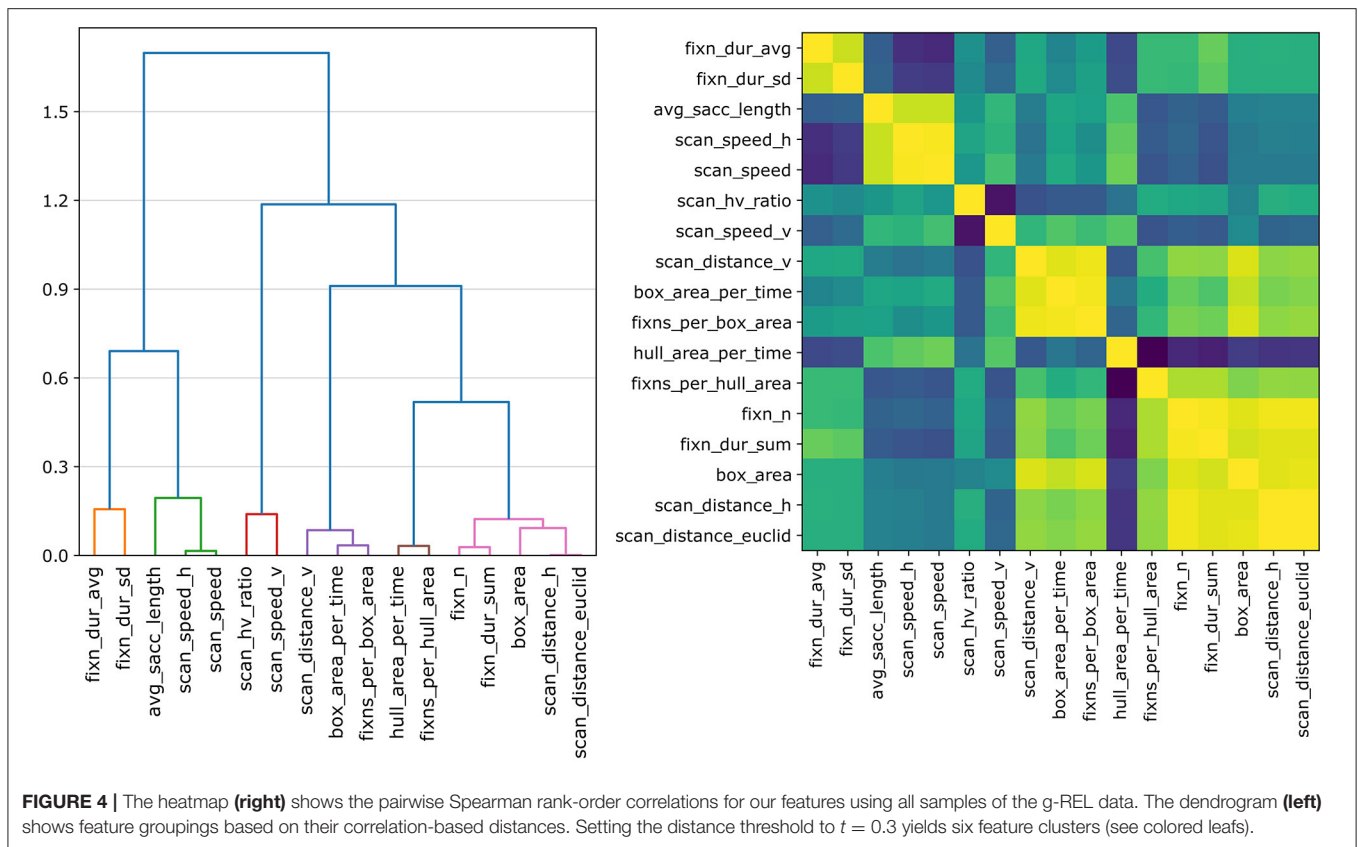 1.5
1.2
0.9
0.6
0.3
0.0
fixn_dur_avg
fixn_dur_sd
avg_sacc_length
scan_speed_h
scan_speed
scan_hv_ratio
scan_speed_v
scan_distance_v
box_area_per_time
fixns_per_box_area
hull_area_per_time
fixns_per_hull_area
fixn_n
fixn_dur_sum
box_area
scan_distance_h
scan_distance_euclid
fixn_dur_avg
fixn_dur_sd
avg_sacc_length
scan_speed_h
scan_speed
scan_hv_ratio
scan_speed_v
scan_distance_v
box_area_per_time
fixns_per_box_area
hull_area_per_time
fixns_per_hull_area
fixn_n
fixn_dur_sum
box_area
scan_distance_h
scan_distance_euclid
fixn_dur_avg
fixn_dur_sd
avg_sacc_length
scan_speed_h
scan_speed
scan_hv_ratio
scan_speed_v
scan_distance_v
box_area_per_time
fixns_per_box_area
hull_area_per_time
fixns_per_hull_area
fixn_n
fixn_dur_sum
box_area
scan_distance_h
scan_distance_euclid
FIGURE 4 | The heatmap (right) shows the pairwise Spearman rank-order correlations for our features using all samples of the g-REL data. The dendrogram (left)
shows feature groupings based on their correlation-based distances. Setting the distance threshold to t = 0.3 yields six feature clusters (see colored leafs).